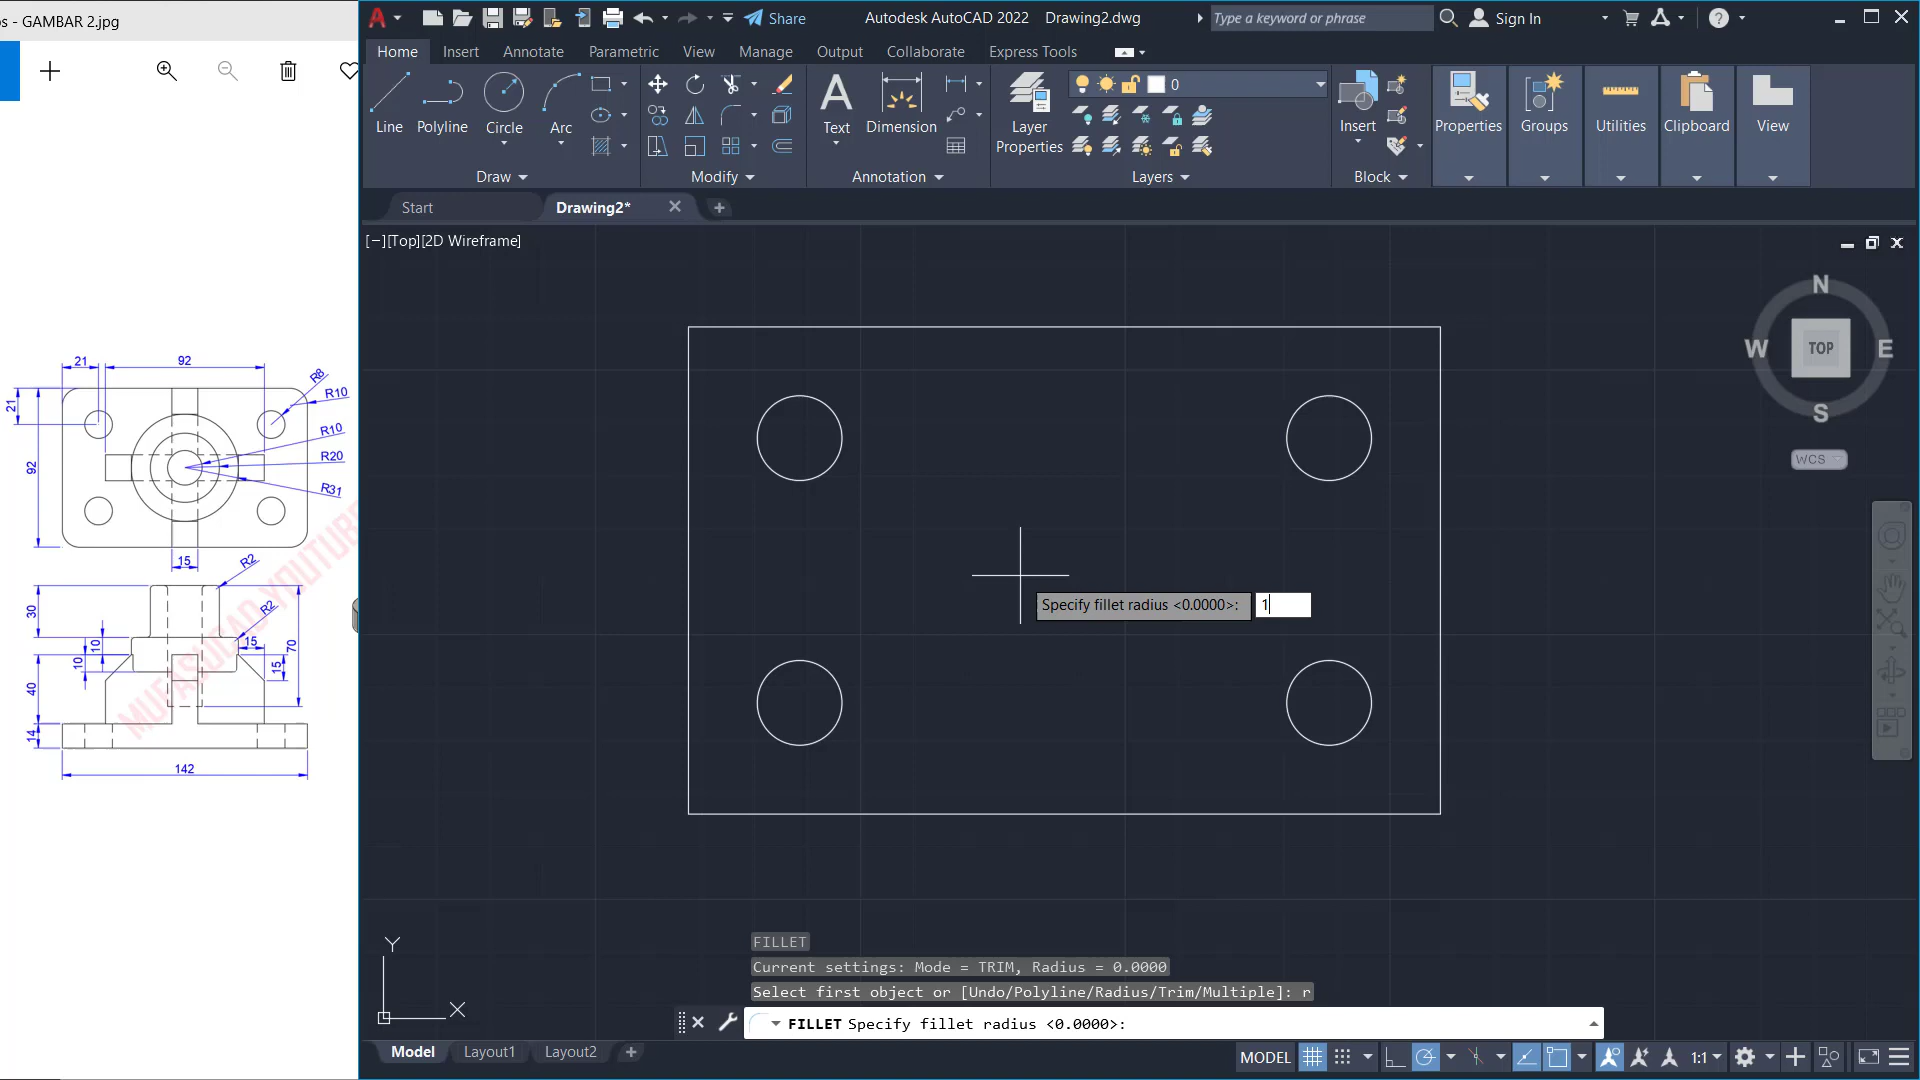 s - GAMBAR 2.jpg
Share
Autodesk AutoCAD 2022 Drawing2.dwg
Type a keyword or phrase
Sign In
Home
Insert
Annotate
Parametric
View
Manage
Output
Collaborate
Express Tools
Line
Polyline
Circle
Arc
Text
Dimension
Layer
Properties
0
Insert
Properties
Groups
Utilities
Clipboard
View
Draw
Modify
Annotation
Layers
Block
Start
Drawing2*
[−][Top][2D Wireframe]
N
W
TOP
E
S
WCS
21
92
R8
R10
21
R10
92
R20
R31
15
R2
30
R2
10
15
70
10
15
40
14
142
MUFASUCAD YOUTUBE
Specify fillet radius <0.0000>: 1
Y
X
FILLET
Current settings: Mode = TRIM, Radius = 0.0000
Select first object or [Undo/Polyline/Radius/Trim/Multiple]: r
FILLET Specify fillet radius <0.0000>:
Model
Layout1
Layout2
MODEL
1:1